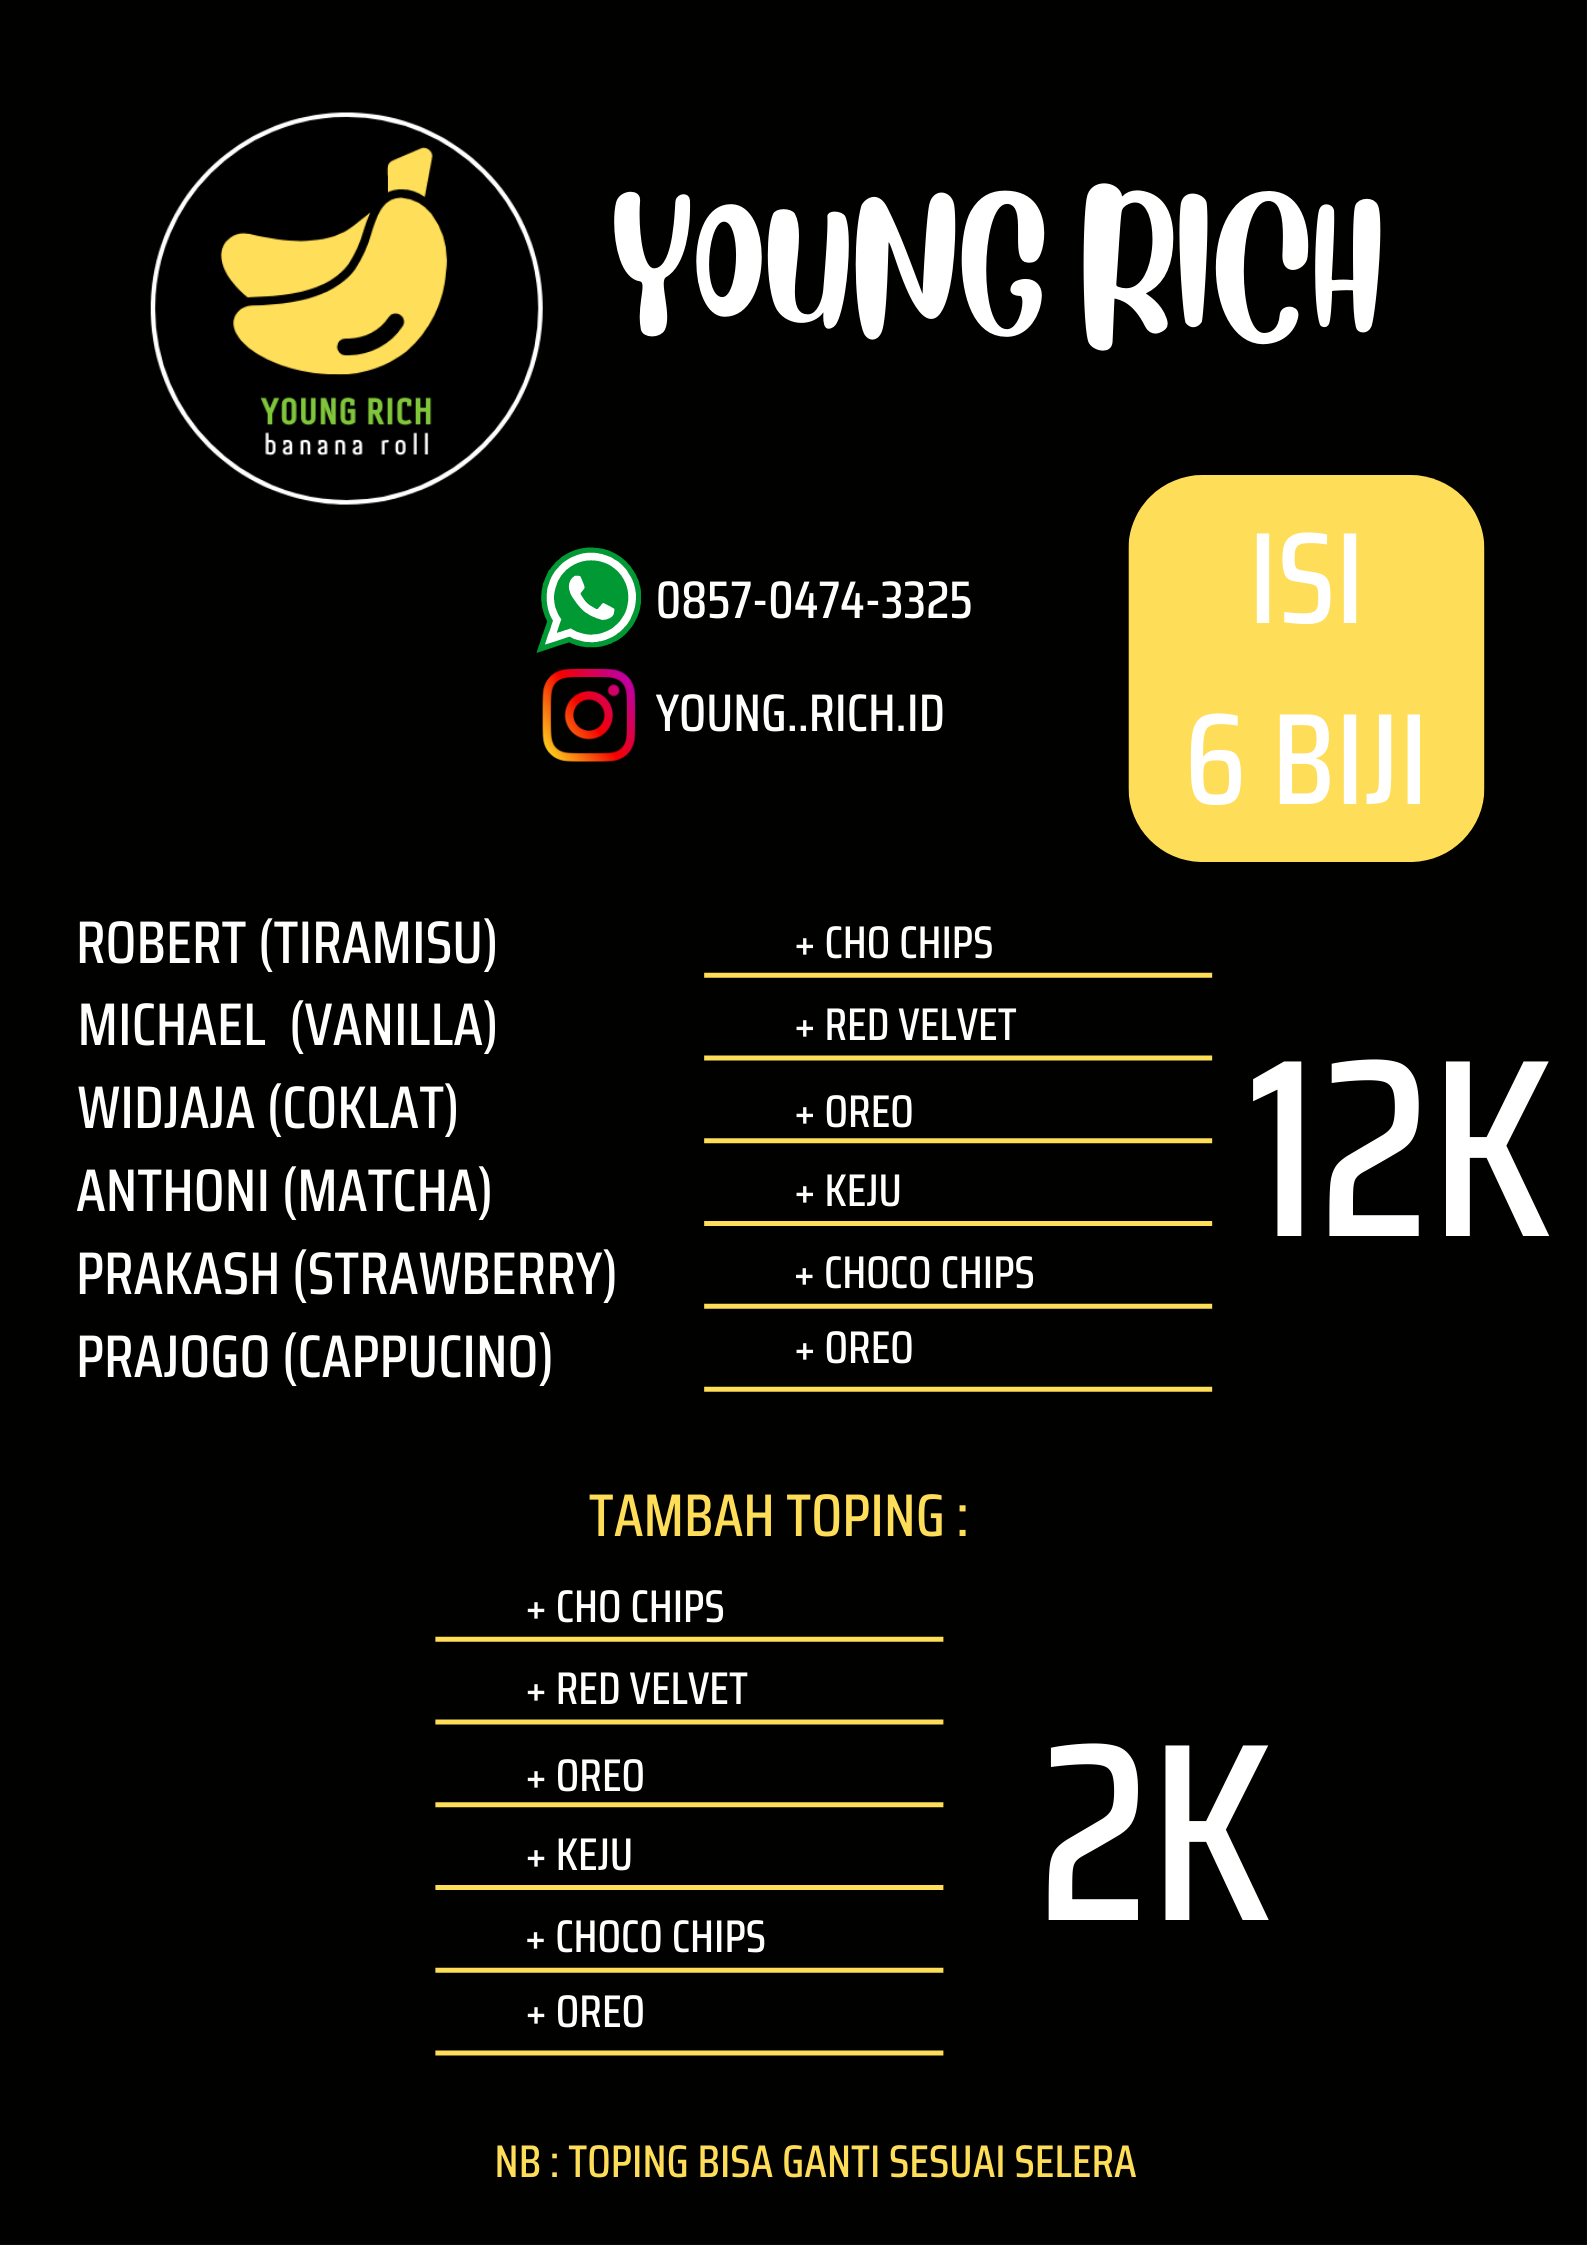 YOUNG RICH
YOUNG RICH
banana roll
0857-0474-3325
YOUNG..RICH.ID
ISI
6 BIJI
ROBERT (TIRAMISU) + CHO CHIPS
MICHAEL (VANILLA) + RED VELVET
WIDJAJA (COKLAT) + OREO
ANTHONI (MATCHA) + KEJU
PRAKASH (STRAWBERRY) + CHOCO CHIPS
PRAJOGO (CAPPUCINO) + OREO
12K
TAMBAH TOPING :
+ CHO CHIPS
+ RED VELVET
+ OREO
+ KEJU
+ CHOCO CHIPS
+ OREO
2K
NB : TOPING BISA GANTI SESUAI SELERA